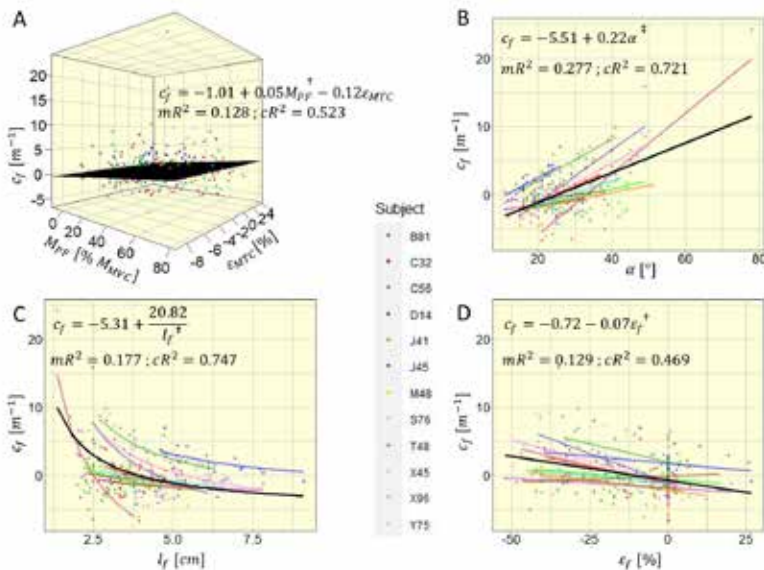 A
c_f = −1.01 + 0.05M_PF† − 0.12ε_MTC
mR² = 0.128 ; cR² = 0.523
c_f [m⁻¹]
20
15
10
5
0
-5
0
20
40
60
80
M_PF [% M_MVC]
-8
-6
-4
-2
0
2
4
ε_MTC [%]
B
c_f = −5.51 + 0.22α‡
mR² = 0.277 ; cR² = 0.721
c_f [m⁻¹]
20
10
0
20
40
60
80
α [°]
Subject
B81
C32
C56
D14
J41
J45
M48
S76
T48
X45
X96
Y75
C
c_f = −5.31 + 20.82 / l_f†
mR² = 0.177 ; cR² = 0.747
c_f [m⁻¹]
20
10
0
2.5
5.0
7.5
l_f [cm]
D
c_f = −0.72 − 0.07ε_f†
mR² = 0.129 ; cR² = 0.469
c_f [m⁻¹]
20
10
0
-50
-25
0
25
ε_f [%]